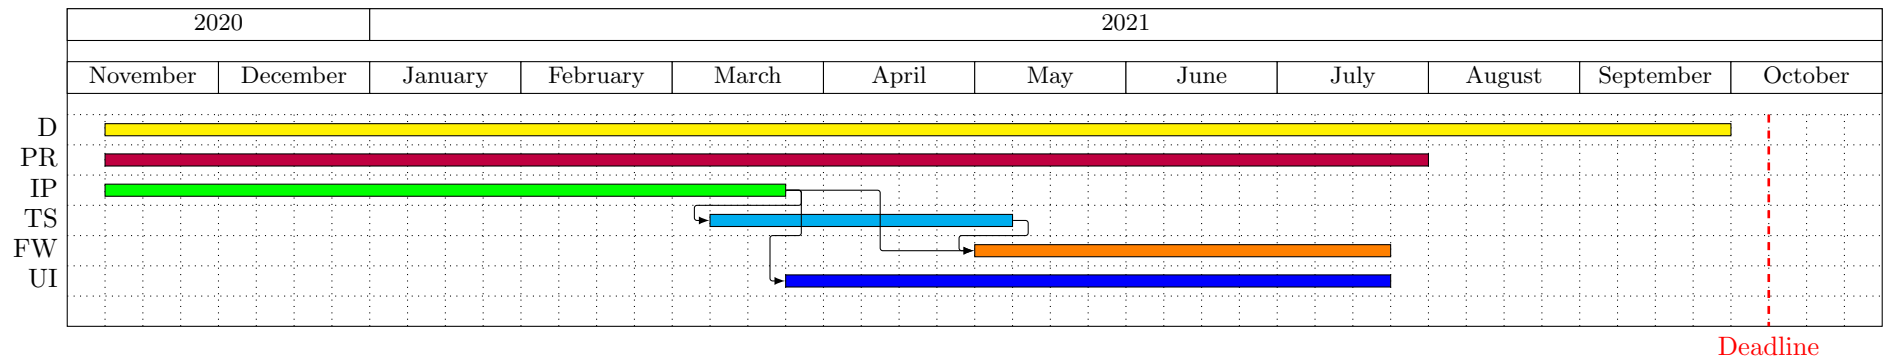 2020 2021
November December January February March April May June July August September October
D
PR
IP
TS
FW
UI
Deadline